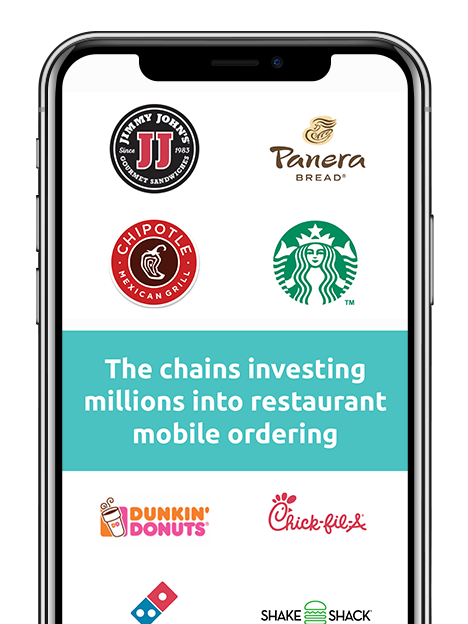 JIMMY JOHN'S
Since 1983
JJ
GOURMET SANDWICHES
Panera
BREAD®
CHIPOTLE
MEXICAN GRILL
TM
The chains investing
millions into restaurant
mobile ordering
DUNKIN'
DONUTS®
Chick-fil-A®
SHAKE SHACK